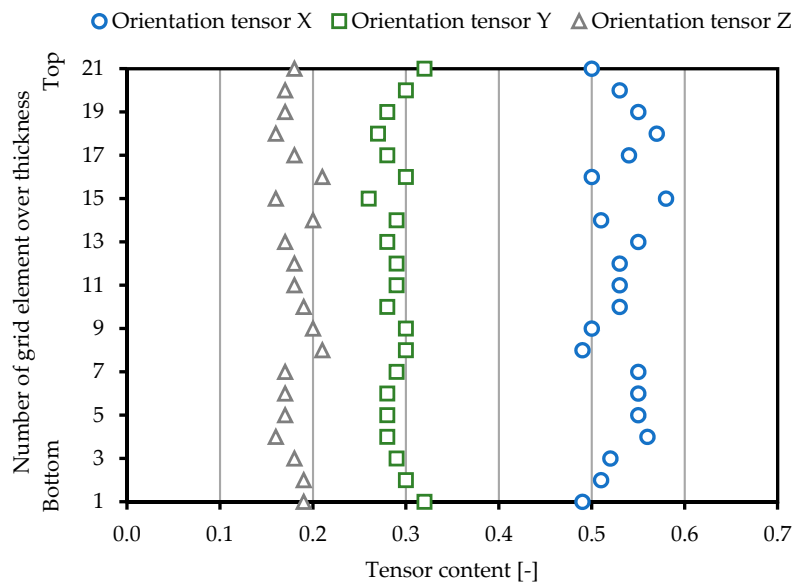 Orientation tensor X Orientation tensor Y Orientation tensor Z
Number of grid element over thickness
Bottom
Top
21
19
17
15
13
11
9
7
5
3
1
0.0 0.1 0.2 0.3 0.4 0.5 0.6 0.7
Tensor content [-]